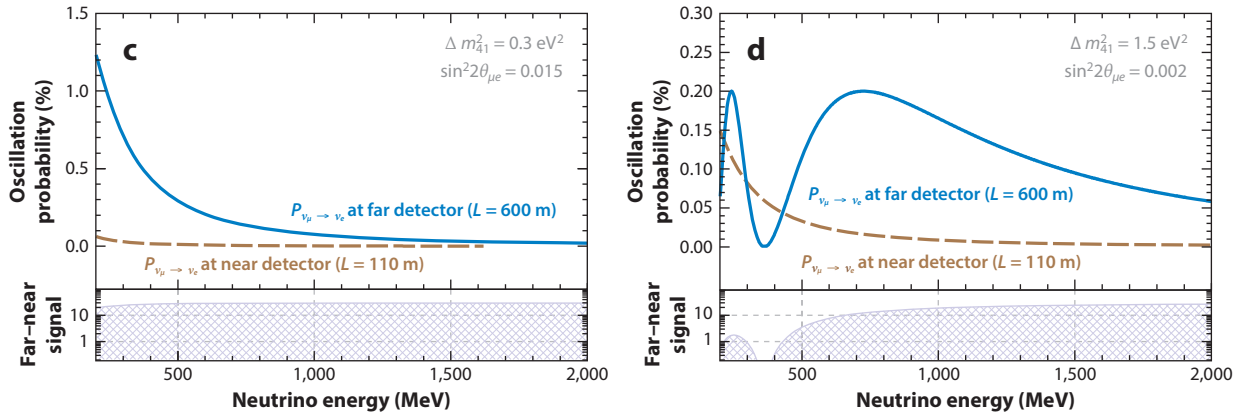 c
Δ m²₄₁ = 0.3 eV²
sin²2θμe = 0.015
Oscillation
probability (%)
1.5
1.0
0.5
0.0
Pνμ → νe at far detector (L = 600 m)
Pνμ → νe at near detector (L = 110 m)
Far–near
signal
10
1
500
1,000
1,500
2,000
Neutrino energy (MeV)
d
Δ m²₄₁ = 1.5 eV²
sin²2θμe = 0.002
Oscillation
probability (%)
0.30
0.25
0.20
0.15
0.10
0.05
0.00
Pνμ → νe at far detector (L = 600 m)
Pνμ → νe at near detector (L = 110 m)
Far–near
signal
10
1
500
1,000
1,500
2,000
Neutrino energy (MeV)